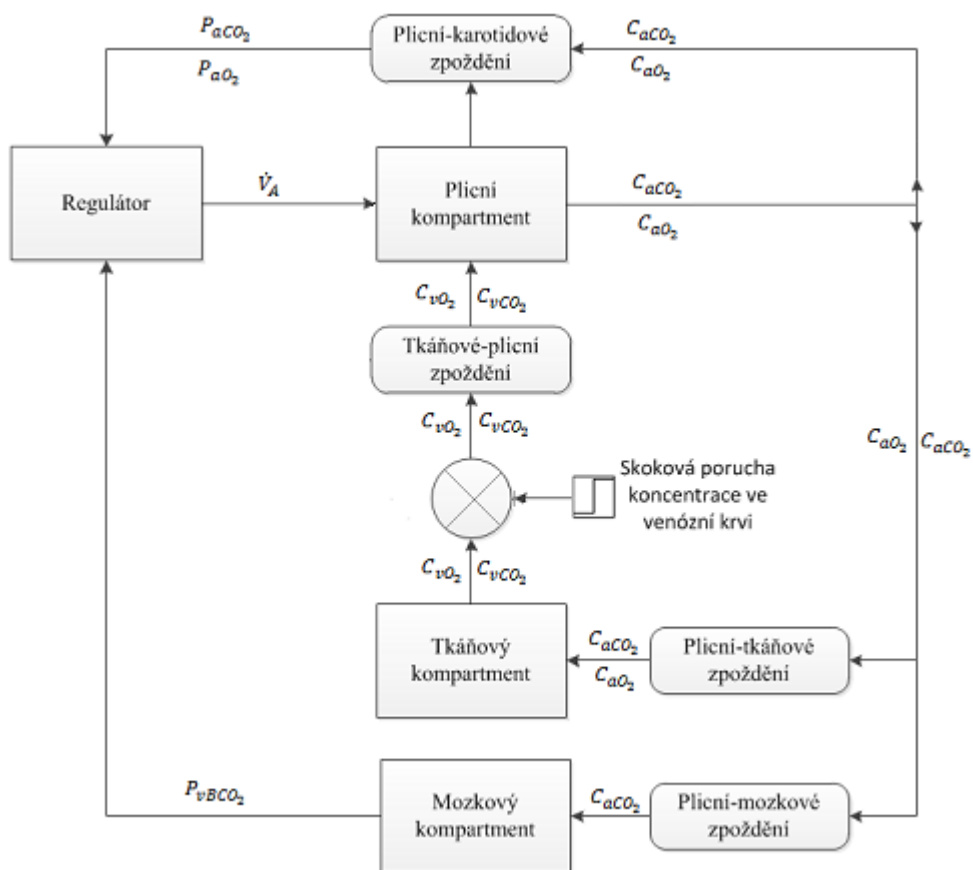 P_{aCO_2}
P_{aO_2}
Plicní-karotidové
zpoždění
C_{aCO_2}
C_{aO_2}
Regulátor
V̇_A
Plicní
kompartment
C_{aCO_2}
C_{aO_2}
C_{vO_2} C_{vCO_2}
Tkáňové-plicní
zpoždění
C_{vO_2} C_{vCO_2}
C_{aO_2} C_{aCO_2}
Skoková porucha
koncentrace ve
venózní krvi
C_{vO_2} C_{vCO_2}
Tkáňový
kompartment
C_{aCO_2}
C_{aO_2}
Plicní-tkáňové
zpoždění
P_{vBCO_2}
Mozkový
kompartment
C_{aCO_2}
Plicní-mozkové
zpoždění